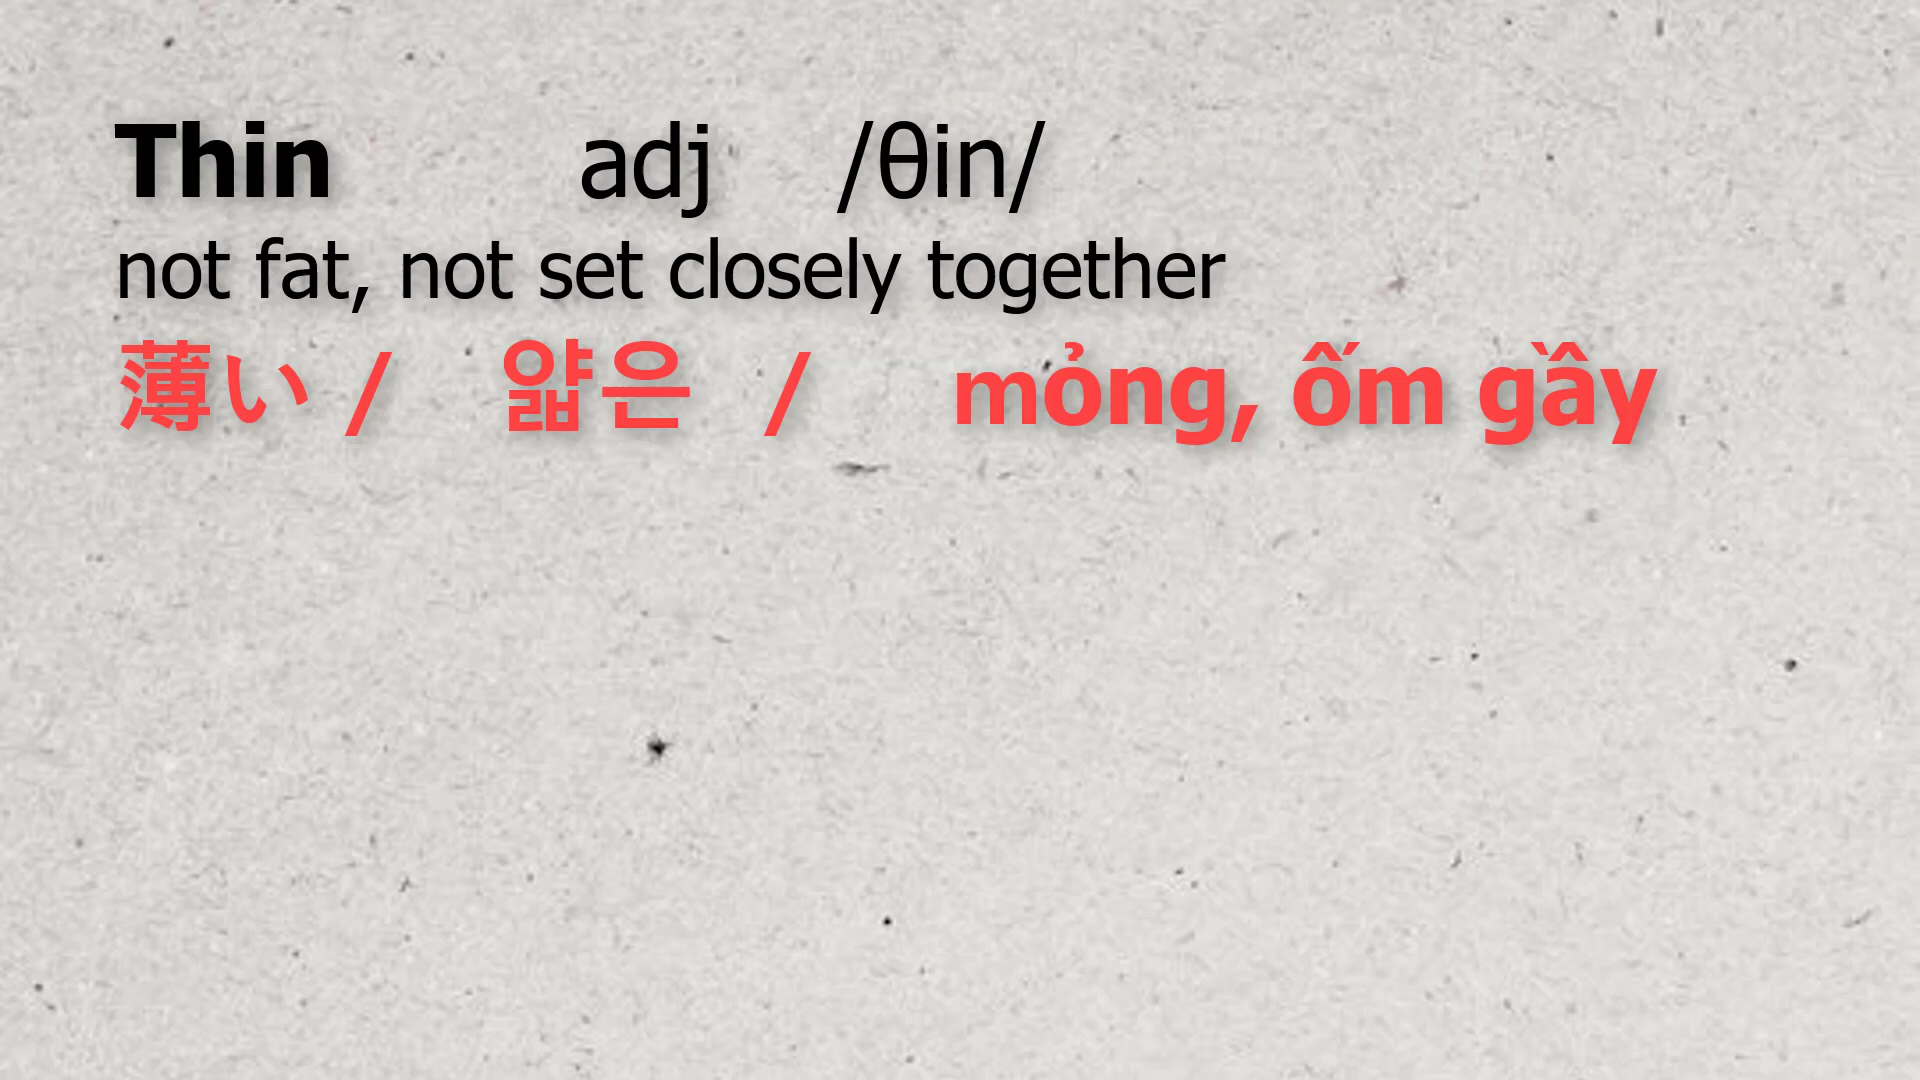 Thin adj /θin/
not fat, not set closely together
薄い / 얇은 / mỏng, ốm gầy